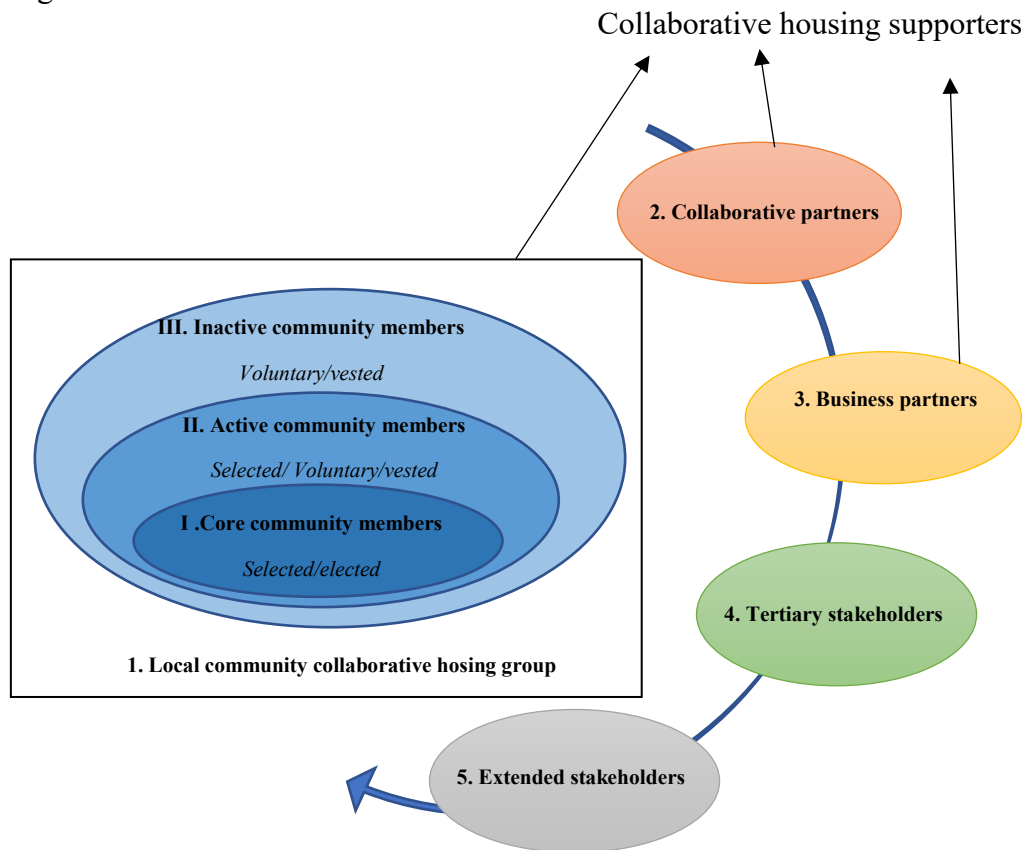 Collaborative housing supporters
2. Collaborative partners
III. Inactive community members
Voluntary/vested
3. Business partners
II. Active community members
Selected/ Voluntary/vested
I .Core community members
Selected/elected
4. Tertiary stakeholders
1. Local community collaborative hosing group
5. Extended stakeholders